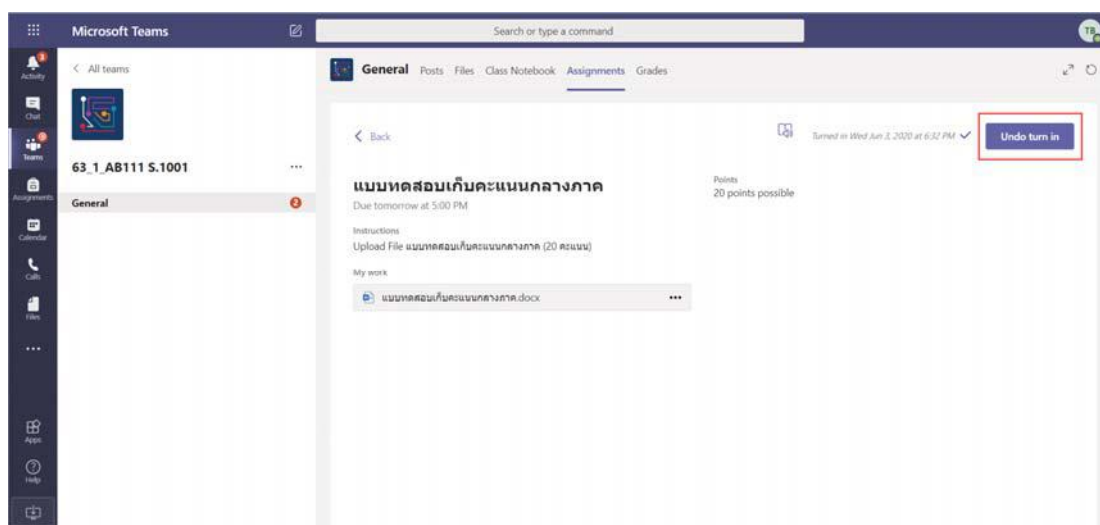 Microsoft Teams
Search or type a command
TB
3
Activity
Chat
Teams
Assignments
Calendar
Calls
Files
Apps
Help
All teams
63_1_AB111 S.1001
General
2
General Posts Files Class Notebook Assignments Grades
Back
Turned in Wed Jun 3, 2020 at 6:32 PM
Undo turn in
แบบทดสอบเก็บคะแนนกลางภาค
Due tomorrow at 5:00 PM
Instructions
Upload File แบบทดสอบเก็บคะแนนกลางภาค (20 คะแนน)
My work
แบบทดสอบเก็บคะแนนกลางภาค.docx
Points
20 points possible